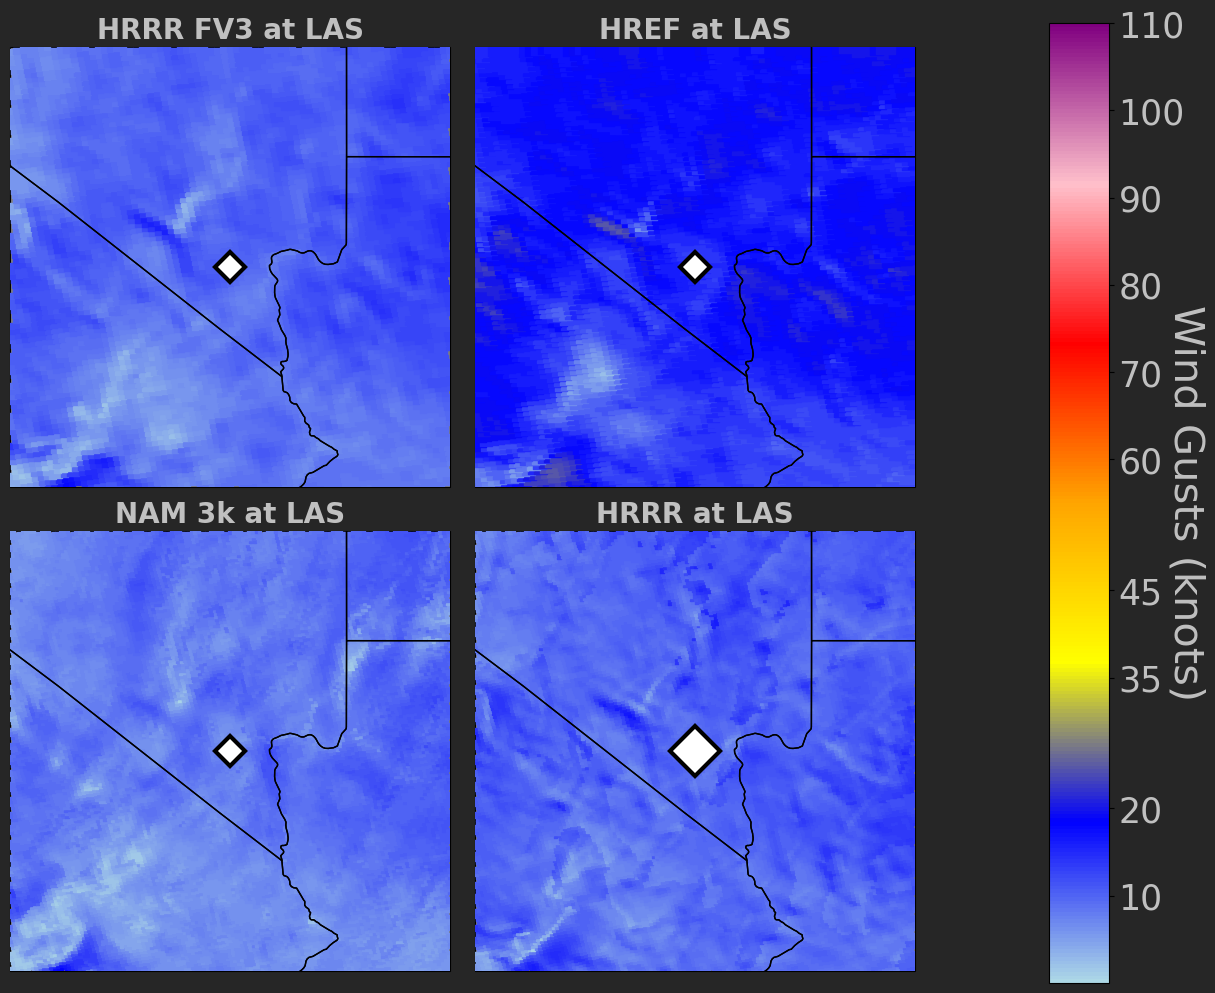 HRRR FV3 at LAS
HREF at LAS
NAM 3k at LAS
HRRR at LAS
110
100
90
80
70
60
45
35
20
10
Wind Gusts (knots)